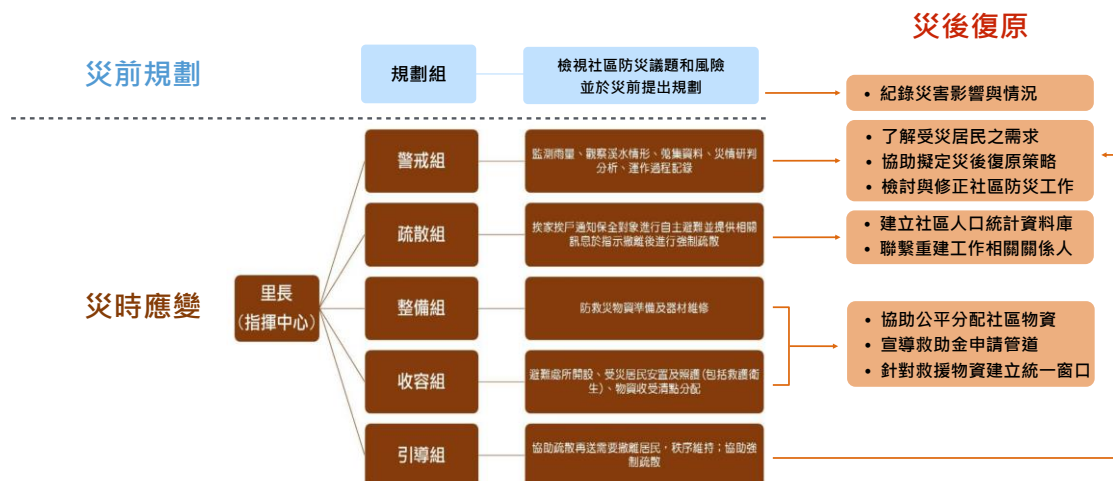 災後復原
災前規劃
規劃組
檢視社區防災議題和風險
並於災前提出規劃
• 紀錄災害影響與情況
警戒組
監測雨量、觀察溪水情形、蒐集資料、災情研判
分析、運作過程記錄
• 了解受災居民之需求
• 協助擬定災後復原策略
• 檢討與修正社區防災工作
疏散組
挨家挨戶通知保全對象進行自主避難並提供相關
訊息於指示撤離後進行強制疏散
• 建立社區人口統計資料庫
• 聯繫重建工作相關關係人
災時應變
里長
(指揮中心)
整備組
防救災物資準備及器材維修
• 協助公平分配社區物資
• 宣導救助金申請管道
• 針對救援物資建立統一窗口
收容組
避難處所開設、受災居民安置及照護(包括救護衛
生)、物資收受清點分配
引導組
協助疏散再送需要撤離居民，秩序維持；協助強
制疏散